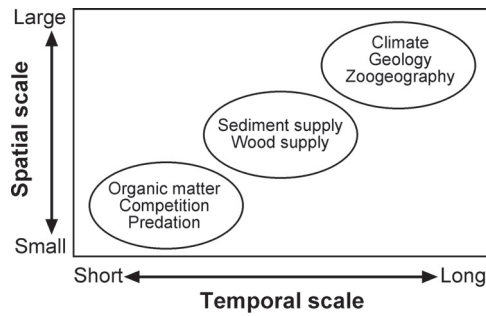 Large
Spatial scale
Small
Climate
Geology
Zoogeography
Sediment supply
Wood supply
Organic matter
Competition
Predation
Short
Long
Temporal scale